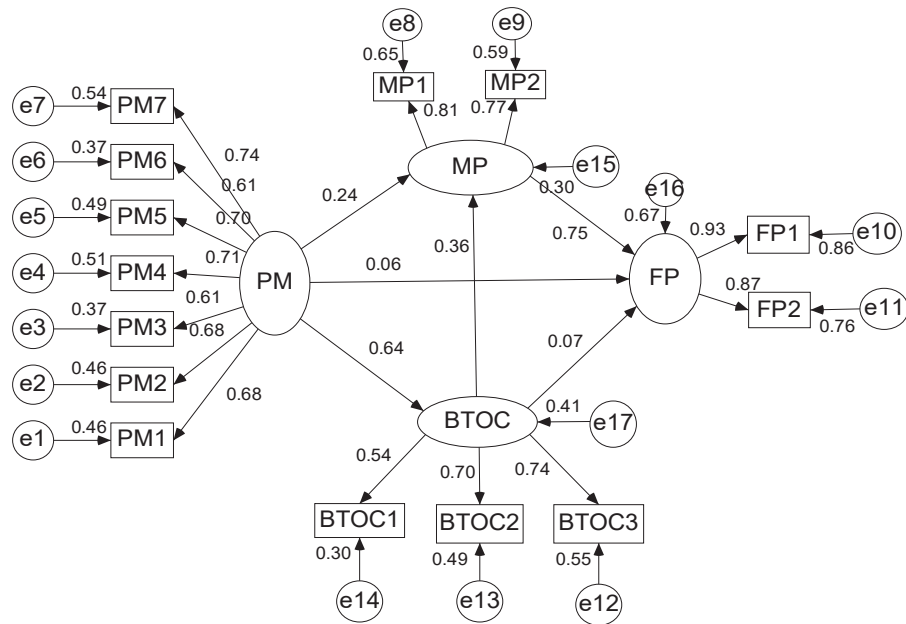 e8
e9
0.65
0.59
MP1
MP2
e7
0.54
PM7
0.81
0.77
e6
0.37
PM6
0.74
MP
e15
0.61
0.24
0.30
e16
e5
0.49
PM5
0.70
0.67
0.93
FP1
e10
0.71
0.36
0.75
0.86
e4
0.51
PM4
PM
0.06
FP
0.87
e3
0.37
PM3
0.61
FP2
e11
0.68
0.76
0.64
0.07
e2
0.46
PM2
0.68
e1
0.46
PM1
BTOC
0.41
e17
0.54
0.70
0.74
BTOC1
BTOC2
BTOC3
0.30
0.49
0.55
e14
e13
e12